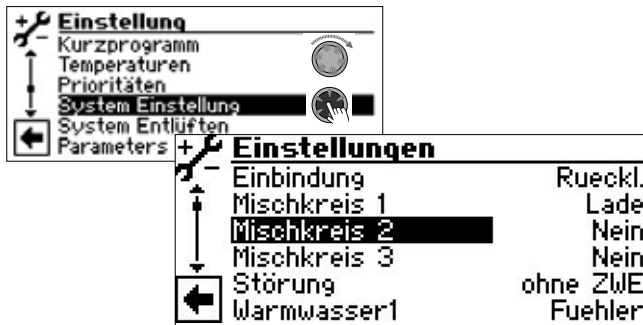 Einstellung
Kurzprogramm
Temperaturen
Prioritäten
System Einstellung
System Entlüften
Parameters
Einstellungen
Einbindung Rueckl.
Mischkreis 1 Lade
Mischkreis 2 Nein
Mischkreis 3 Nein
Störung ohne ZWE
Warmwasser1 Fuehler